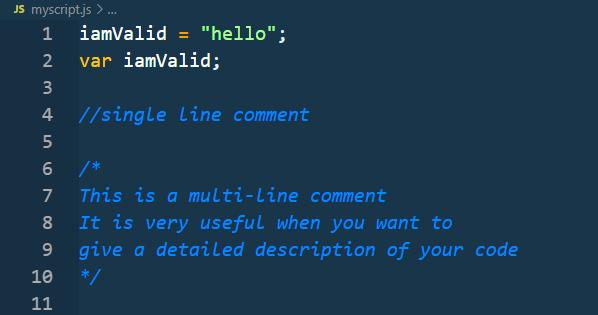 JS myscript.js > ...
1 iamValid = "hello";
2 var iamValid;
3
4 //single line comment
5
6 /*
7 This is a multi-line comment
8 It is very useful when you want to
9 give a detailed description of your code
10 */
11